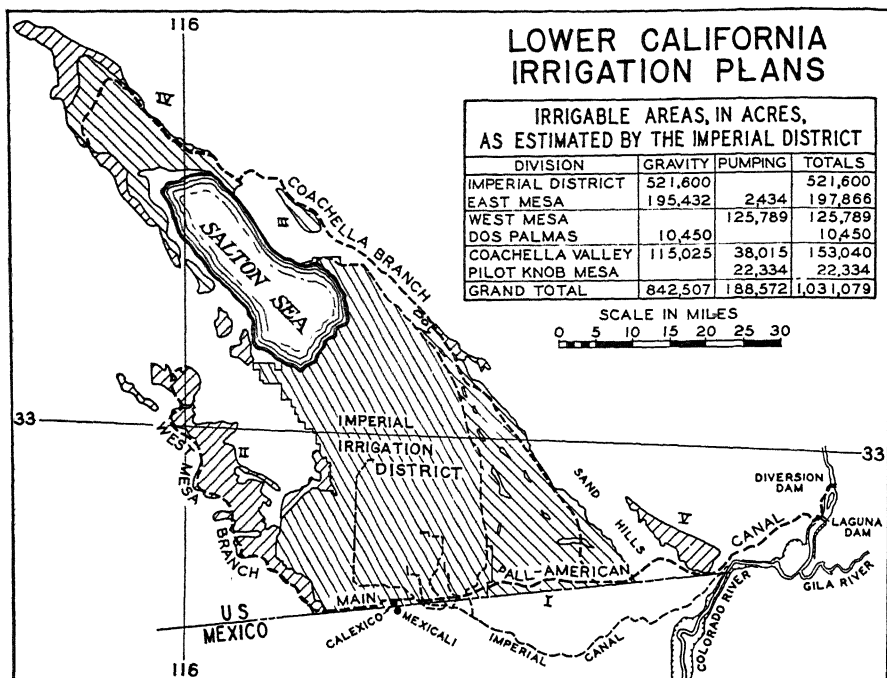 116
LOWER CALIFORNIA
IRRIGATION PLANS
IRRIGABLE AREAS, IN ACRES,
AS ESTIMATED BY THE IMPERIAL DISTRICT
DIVISION GRAVITY PUMPING TOTALS
IMPERIAL DISTRICT 521,600 521,600
EAST MESA 195,432 2,434 197,866
WEST MESA 125,789 125,789
DOS PALMAS 10,450 10,450
COACHELLA VALLEY 115,025 38,015 153,040
PILOT KNOB MESA 22,334 22,334
GRAND TOTAL 842,507 188,572 1,031,079
SCALE IN MILES
0 5 10 15 20 25 30
IV
COACHELLA BRANCH
III
SALTON SEA
33
IMPERIAL
IRRIGATION
DISTRICT
33
WEST MESA
BRANCH
II
SAND
HILLS
V
DIVERSION
DAM
LAGUNA
DAM
CANAL
ALL-AMERICAN
MAIN
I
GILA RIVER
COLORADO RIVER
US
MEXICO
CALEXICO
MEXICALI
IMPERIAL
CANAL
116